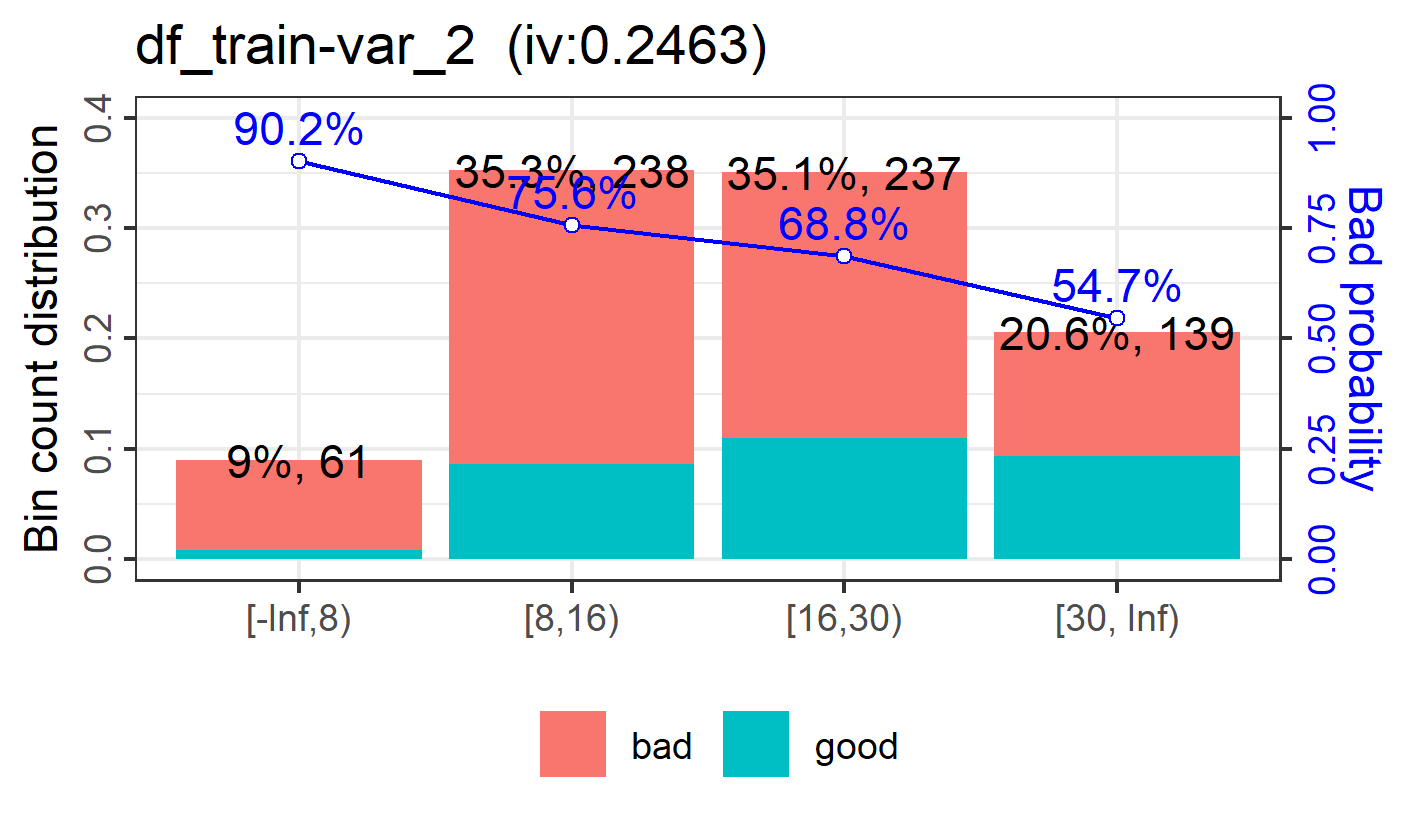 df_train-var_2 (iv:0.2463)
Bin count distribution
0.4
0.3
0.2
0.1
0.0
90.2%
35.3%, 238
75.6%
35.1%, 237
68.8%
54.7%
20.6%, 139
9%, 61
1.00
0.75
0.50
0.25
0.00
Bad probability
[-Inf,8)
[8,16)
[16,30)
[30, Inf)
bad
good